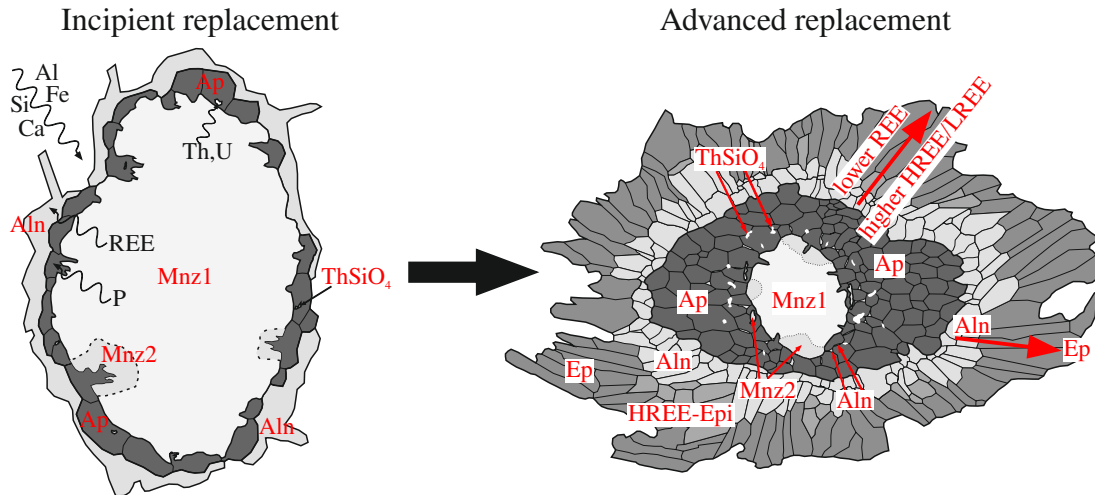 Incipient replacement
Advanced replacement
Al
Fe
Si
Ca
Ap
Th,U
Aln
REE
Mnz1
ThSiO₄
P
Mnz2
Ap
Aln
ThSiO₄
lower REE
higher HREE/LREE
Ap
Mnz1
Ap
Aln
Ep
Aln
Ep
Mnz2
Aln
HREE-Epi